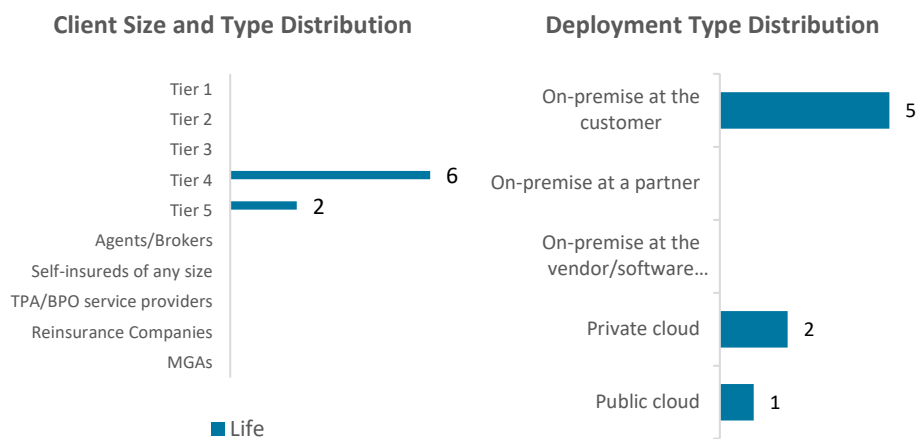 Client Size and Type Distribution
Tier 1
Tier 2
Tier 3
Tier 4
6
Tier 5
2
Agents/Brokers
Self-insureds of any size
TPA/BPO service providers
Reinsurance Companies
MGAs
Life
Deployment Type Distribution
On-premise at the
customer
5
On-premise at a partner
On-premise at the
vendor/software…
Private cloud
2
Public cloud
1